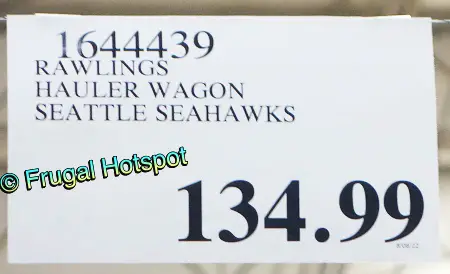 1644439
RAWLINGS
HAULER WAGON
SEATTLE SEAHAWKS
© Frugal Hotspot
134.99